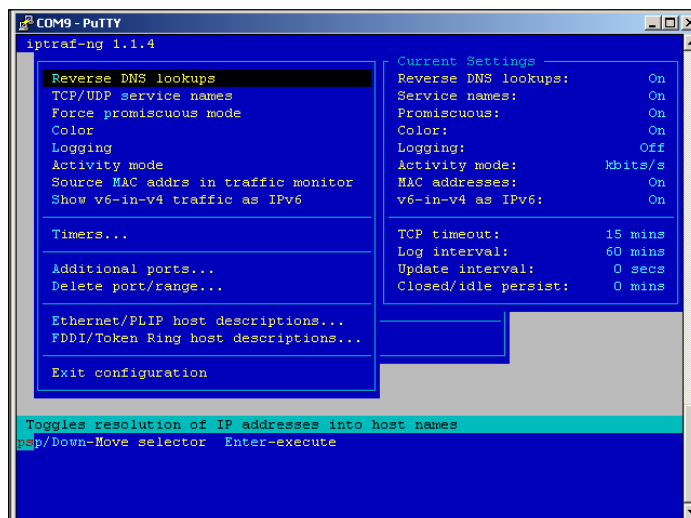 COM9 - PuTTY
iptraf-ng 1.1.4
Reverse DNS lookups
TCP/UDP service names
Force promiscuous mode
Color
Logging
Activity mode
Source MAC addrs in traffic monitor
Show v6-in-v4 traffic as IPv6
Timers...
Additional ports...
Delete port/range...
Ethernet/PLIP host descriptions...
FDDI/Token Ring host descriptions...
Exit configuration
Current Settings
Reverse DNS lookups: On
Service names: On
Promiscuous: On
Color: On
Logging: Off
Activity mode: kbits/s
MAC addresses: On
v6-in-v4 as IPv6: On
TCP timeout: 15 mins
Log interval: 60 mins
Update interval: 0 secs
Closed/idle persist: 0 mins
Toggles resolution of IP addresses into host names
psp/Down-Move selector Enter-execute